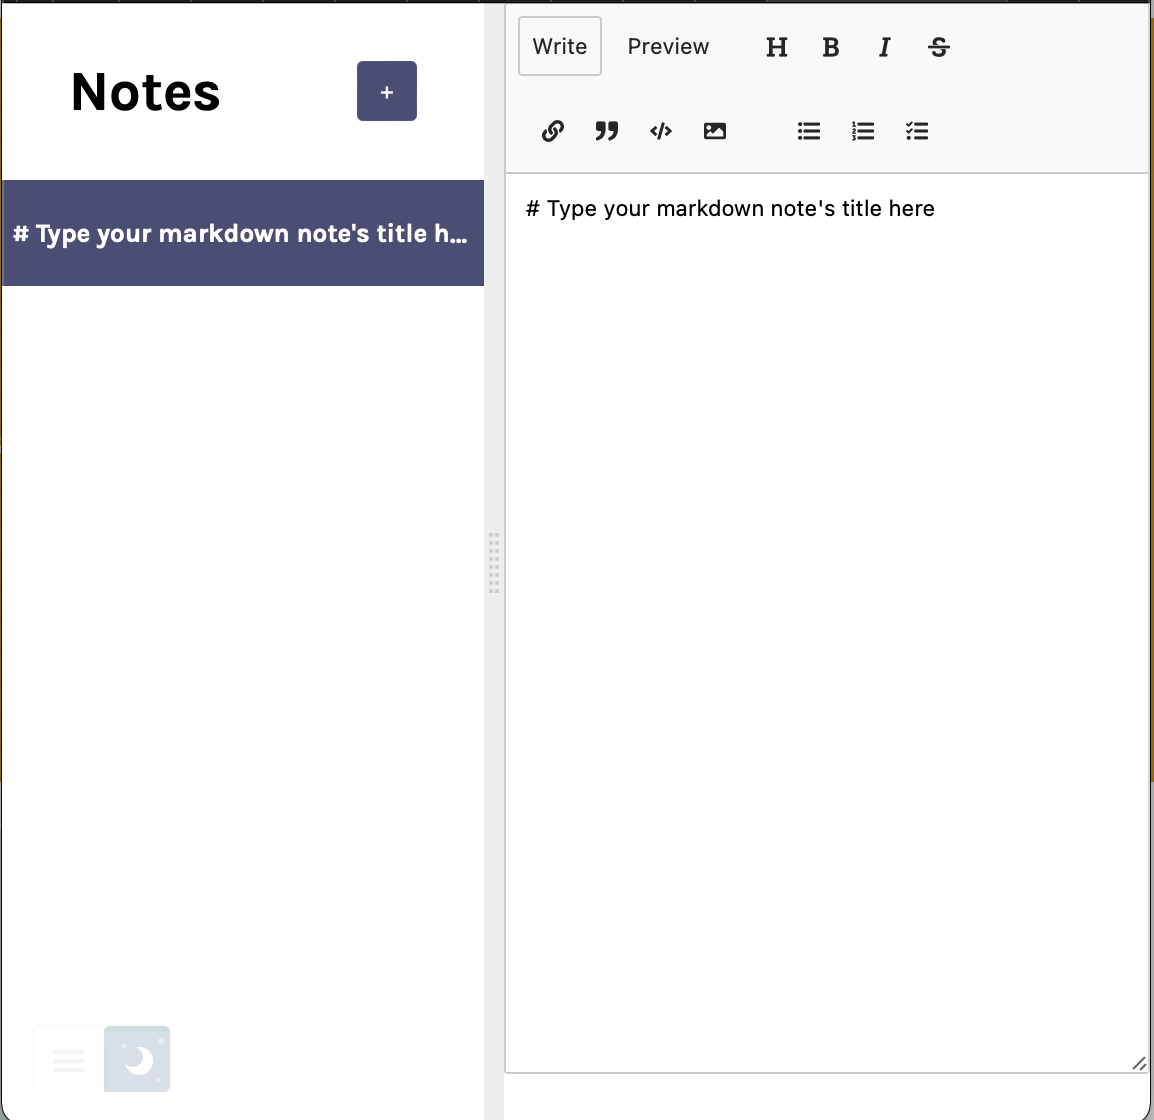 Notes
+
# Type your markdown note's title h...
Write Preview H B I S
# Type your markdown note's title here